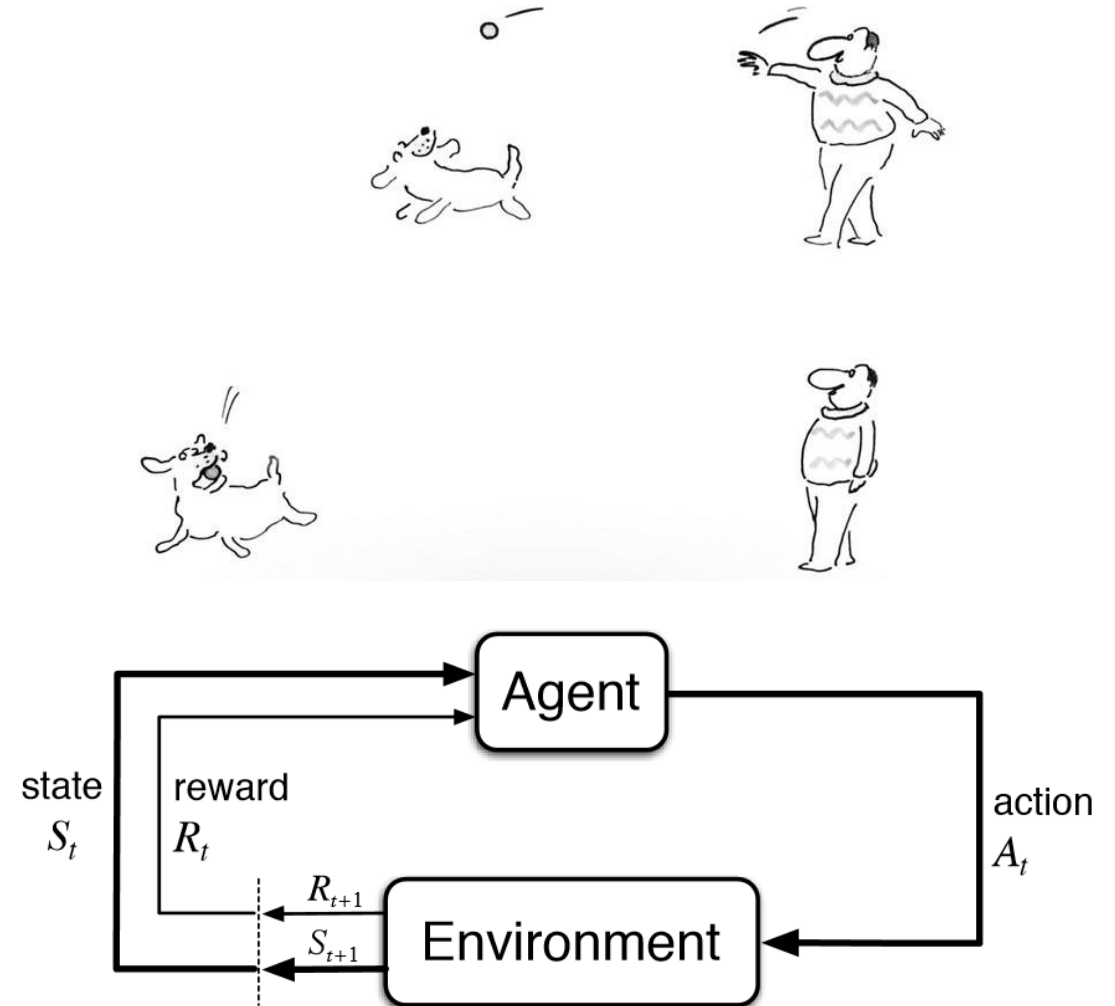 Agent
state
S_t
reward
R_t
action
A_t
R_{t+1}
S_{t+1}
Environment